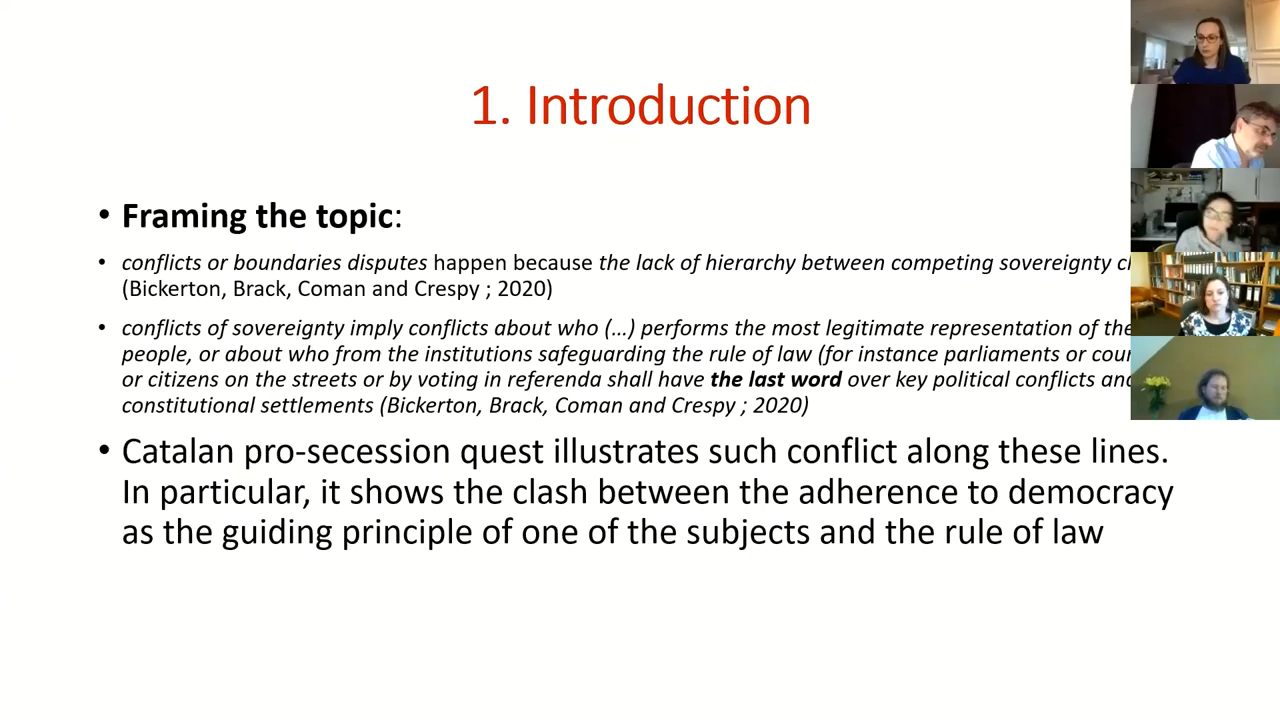 1. Introduction
• Framing the topic:
• conflicts or boundaries disputes happen because the lack of hierarchy between competing sovereignty
(Bickerton, Brack, Coman and Crespy ; 2020)
• conflicts of sovereignty imply conflicts about who (...) performs the most legitimate representation of the
people, or about who from the institutions safeguarding the rule of law (for instance parliaments or
or citizens on the streets or by voting in referenda shall have the last word over key political conflicts and
constitutional settlements (Bickerton, Brack, Coman and Crespy ; 2020)
• Catalan pro-secession quest illustrates such conflict along these lines.
In particular, it shows the clash between the adherence to democracy
as the guiding principle of one of the subjects and the rule of law